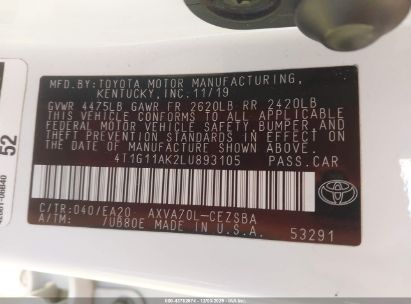 MFD.BY:TOYOTA MOTOR MANUFACTURING,
KENTUCKY,INC.11/19
GVWR 4475LB GAWR FR 2620LB RR 2420LB
THIS VEHICLE CONFORMS TO ALL APPLICABLE
FEDERAL MOTOR VEHICLE SAFETY, BUMPER, AND
THEFT PREVENTION STANDARDS IN EFFECT ON
THE DATE OF MANUFACTURE SHOWN ABOVE.
4T1G11AK2LU893105 PASS.CAR
C/TR:040/EA20 AXVA70L-CEZSBA
A/TM: /UB80E MADE IN U.S.A.
53291
TOYOTA
52